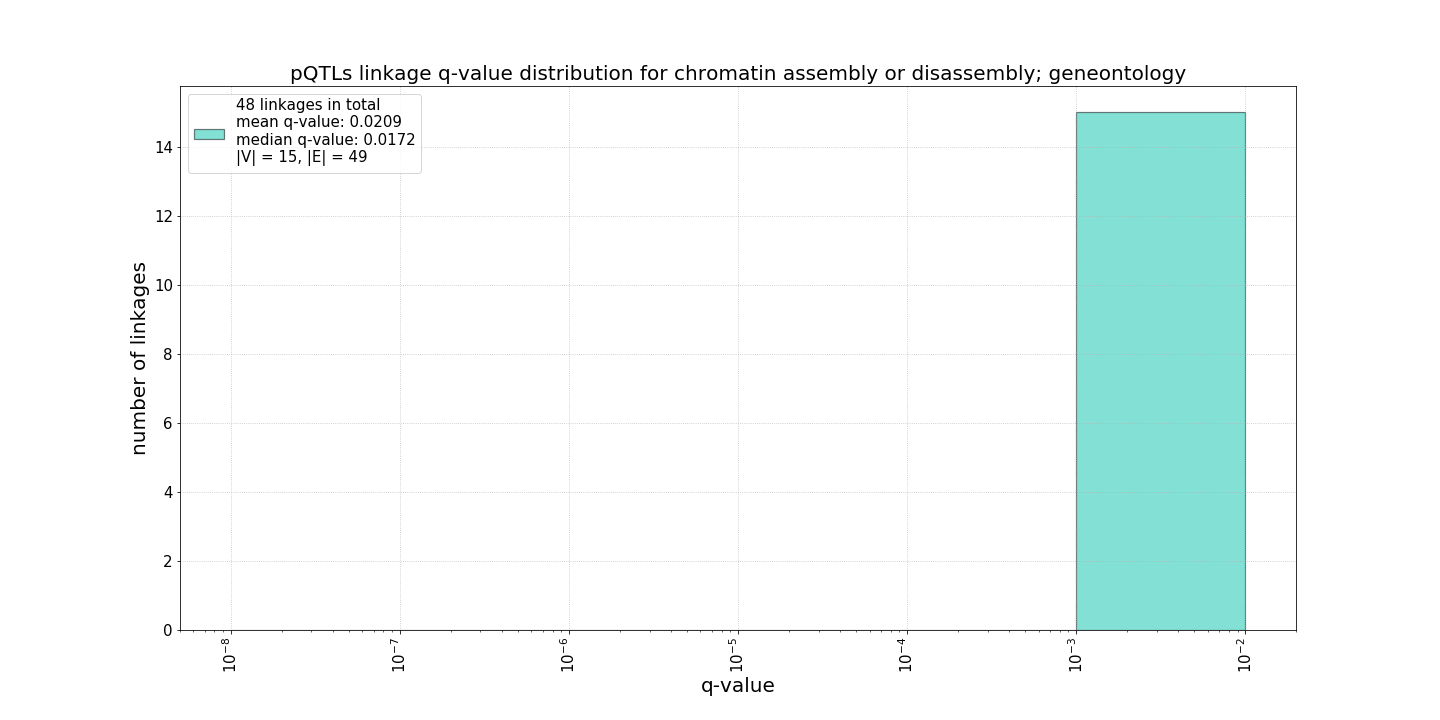 pQTLs linkage q-value distribution for chromatin assembly or disassembly; geneontology
48 linkages in total
mean q-value: 0.0209
median q-value: 0.0172
|V| = 15, |E| = 49
number of linkages
14
12
10
8
6
4
2
0
10⁻⁸ 10⁻⁷ 10⁻⁶ 10⁻⁵ 10⁻⁴ 10⁻³ 10⁻²
q-value